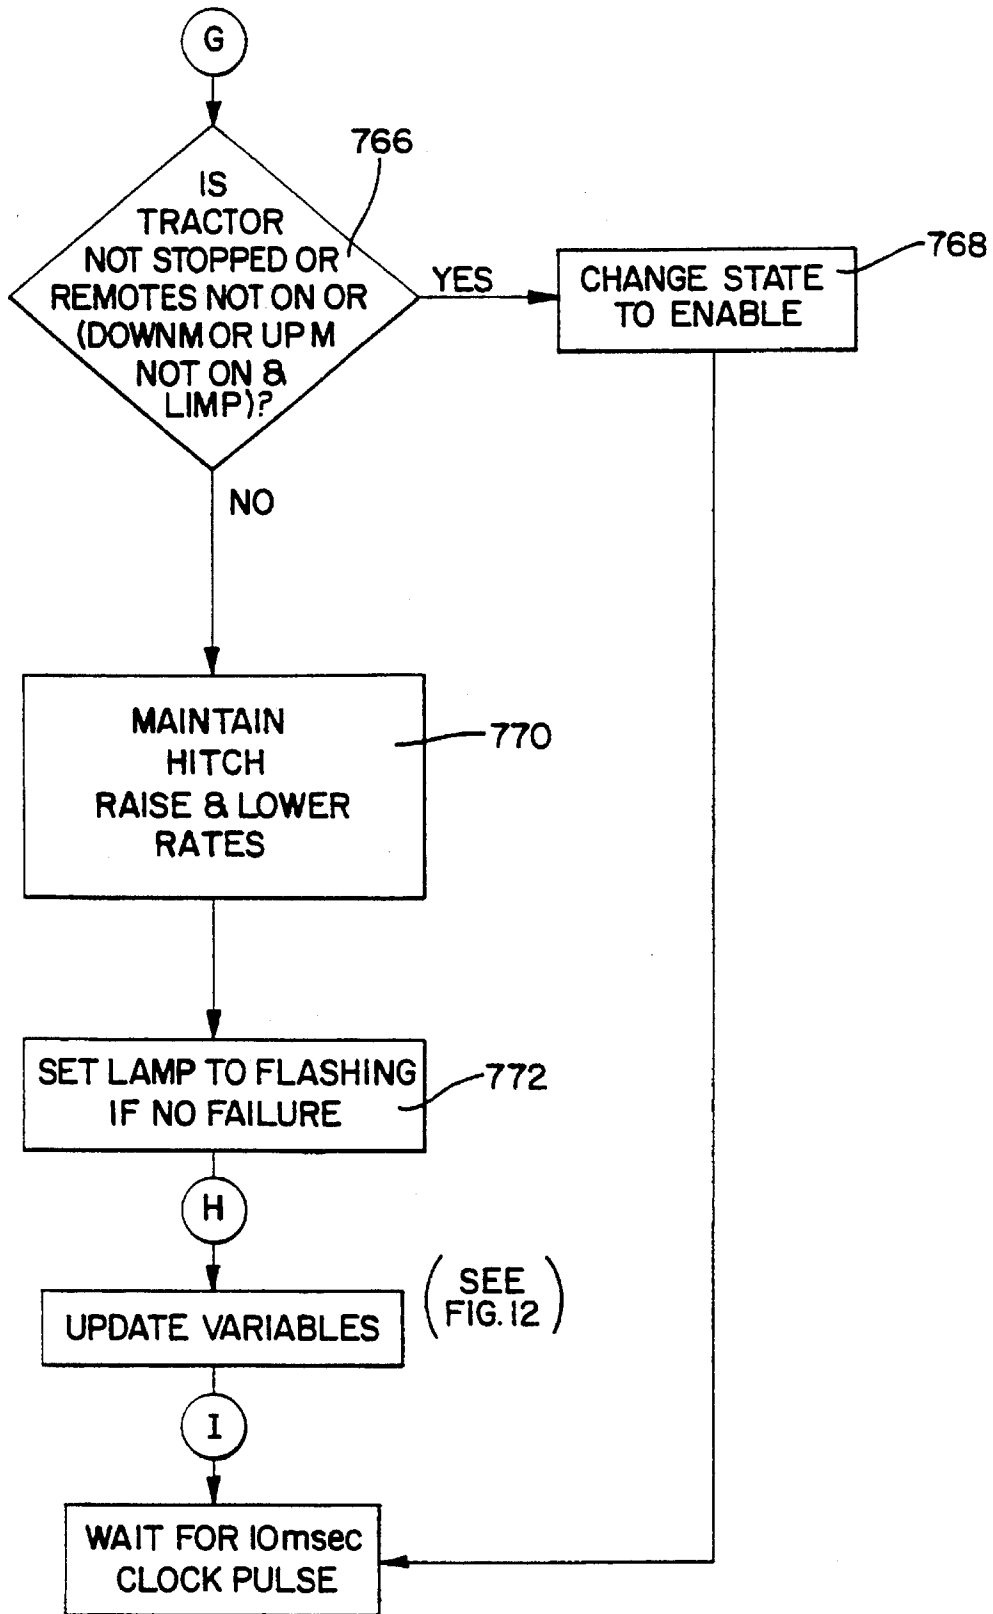 G
766
IS
TRACTOR
NOT STOPPED OR
REMOTES NOT ON OR
(DOWNM OR UP M
NOT ON &
LIMP)?
YES
CHANGE STATE
TO ENABLE
768
NO
MAINTAIN
HITCH
RAISE & LOWER
RATES
770
SET LAMP TO FLASHING
IF NO FAILURE
772
H
UPDATE VARIABLES
(SEE
FIG. 12)
I
WAIT FOR 10msec
CLOCK PULSE